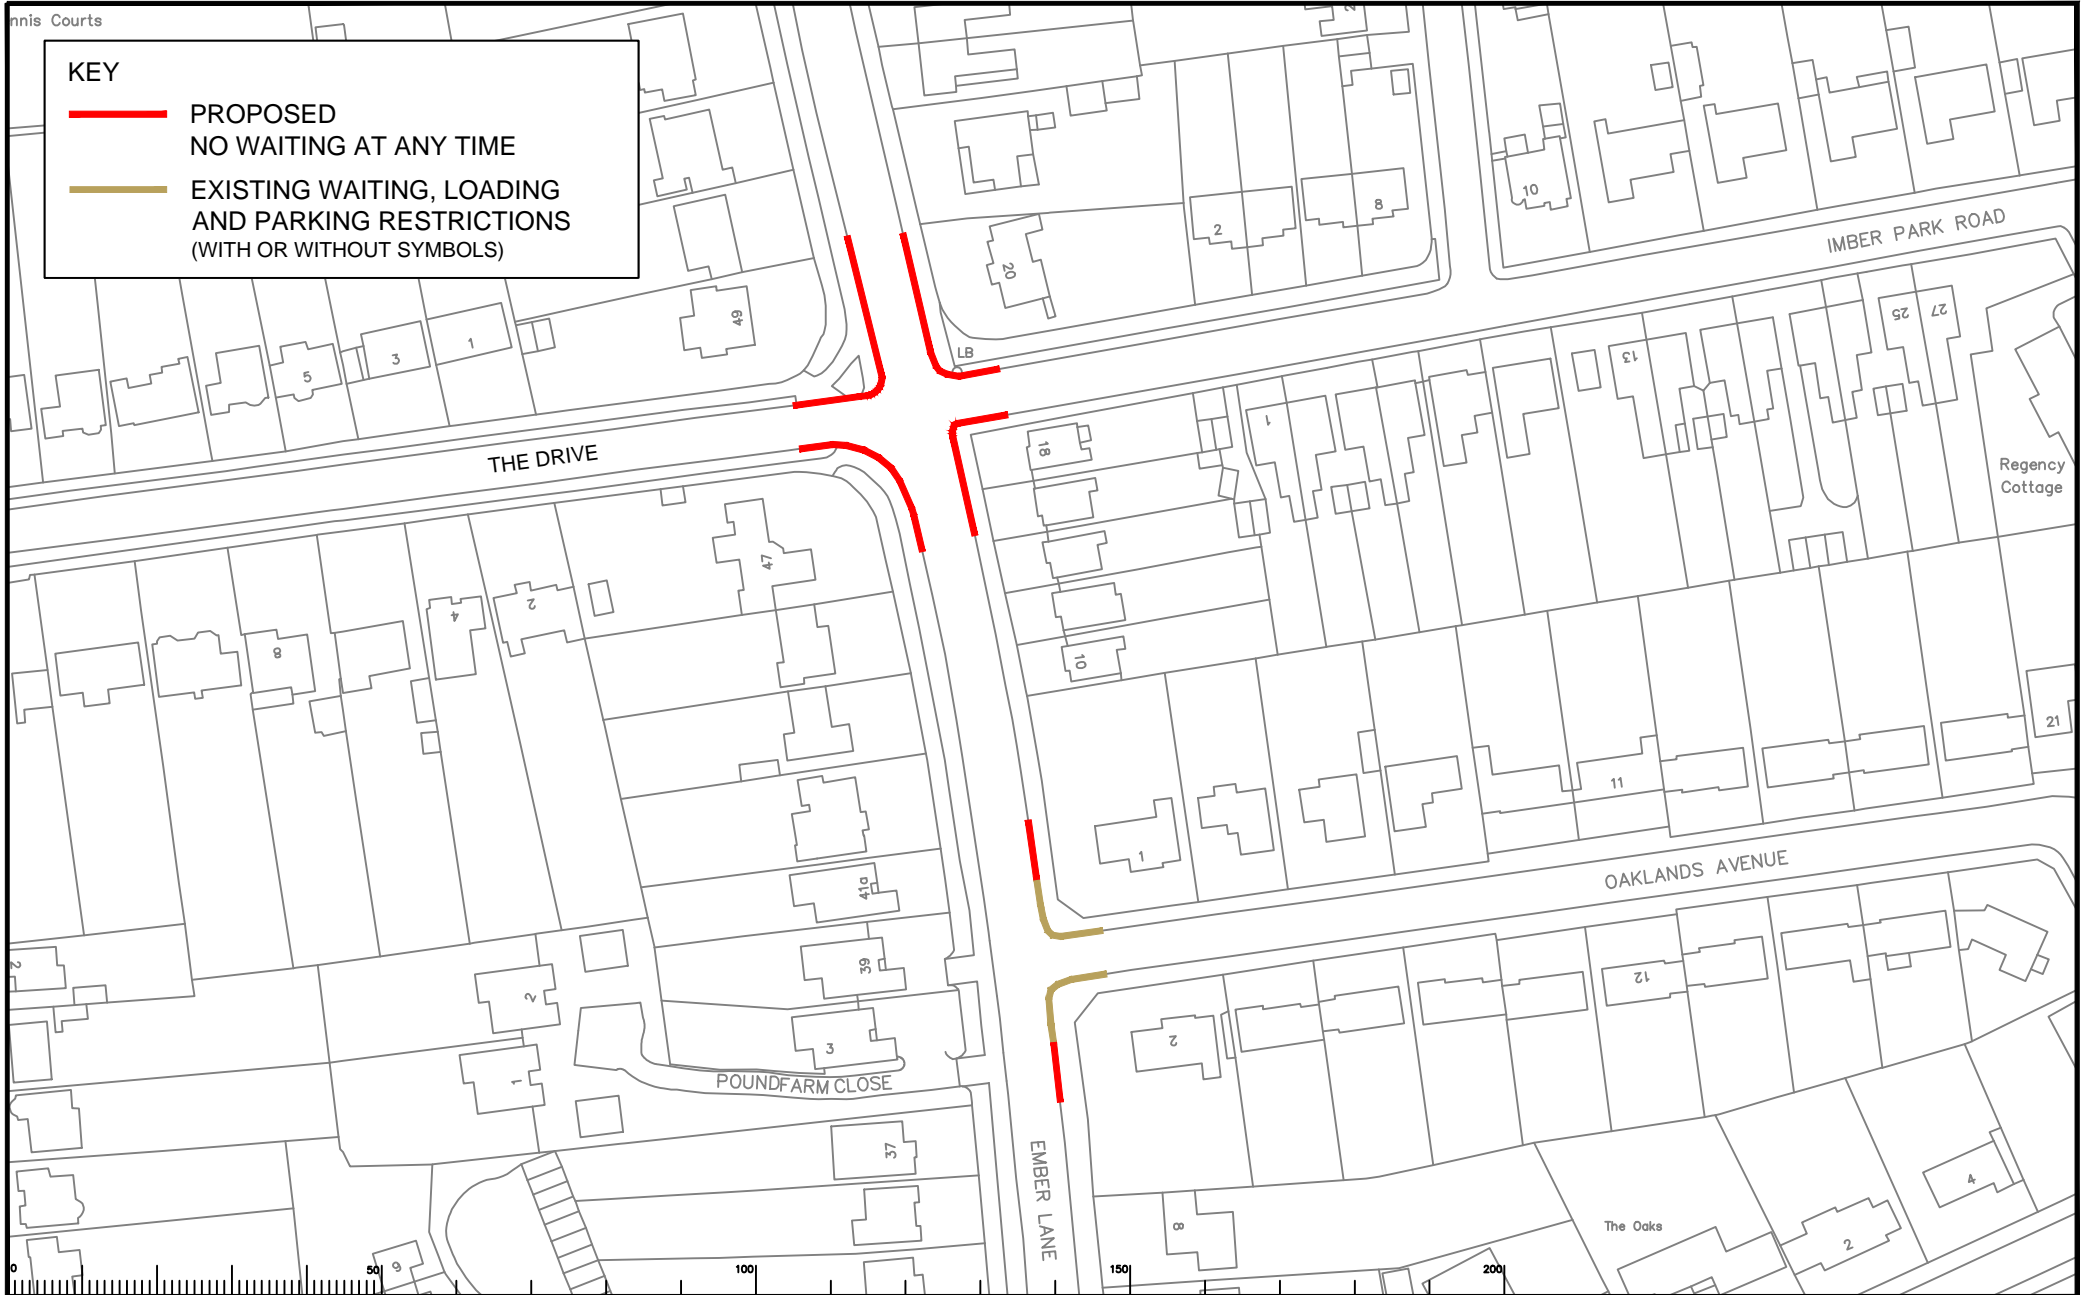 nnis Courts
KEY
PROPOSED
NO WAITING AT ANY TIME
EXISTING WAITING, LOADING
AND PARKING RESTRICTIONS
(WITH OR WITHOUT SYMBOLS)
2
10
8
2
20
IMBER PARK ROAD
49
LB
5
3
1
25
27
13
1
18
THE DRIVE
Regency
Cottage
47
4
2
8
10
21
11
1
OAKLANDS AVENUE
41a
39
2
2
12
2
3
1
POUNDFARM CLOSE
37
EMBER LANE
8
The Oaks
4
2
9
0
50
100
150
200